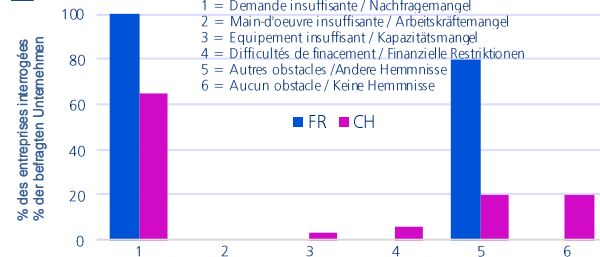 1 = Demande insuffisante / Nachfragemangel
2 = Main-d'oeuvre insuffisante / Arbeitskräftemangel
3 = Equipement insuffisant / Kapazitätsmangel
4 = Difficultés de finacement / Finanzielle Restriktionen
5 = Autres obstacles /Andere Hemmnisse
6 = Aucun obstacle / Keine Hemmnisse
FR CH
% des entreprises interrogées
% der befragten Unternehmen
100
80
60
40
20
0
1 2 3 4 5 6